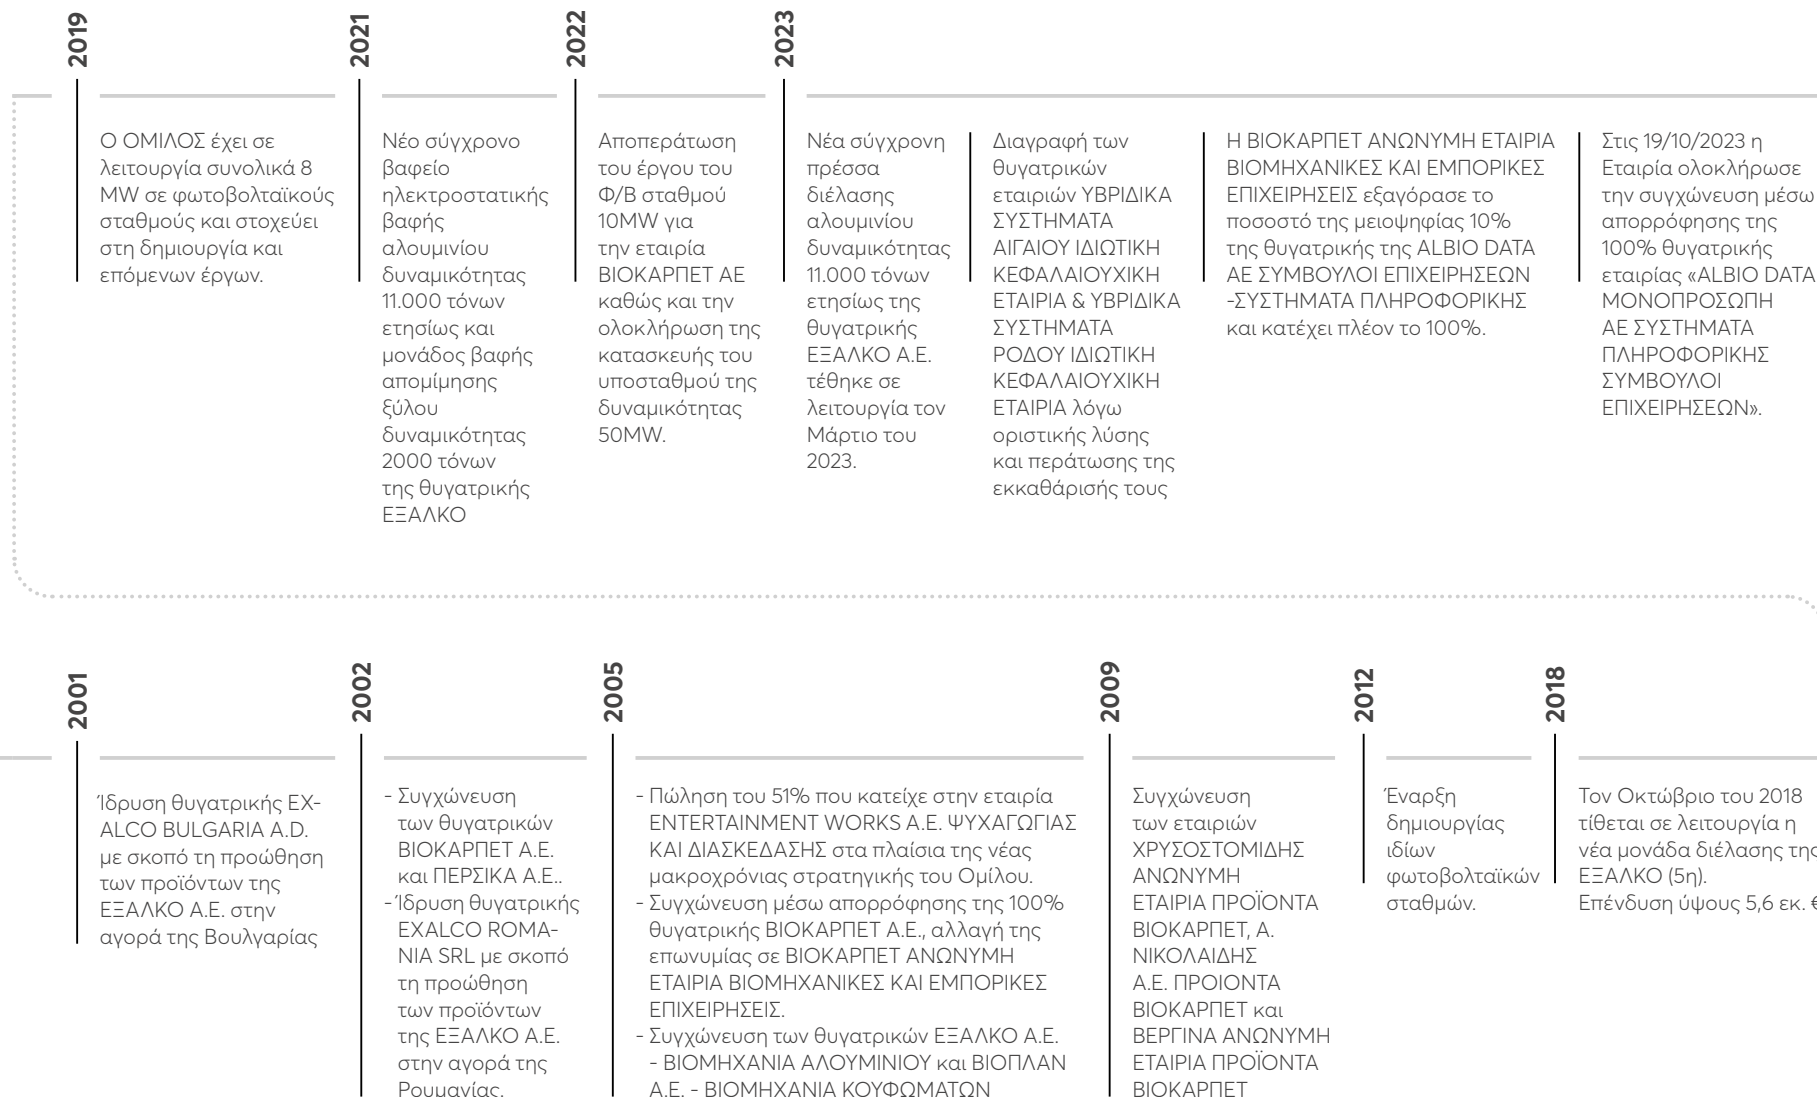 2019
Ο ΟΜΙΛΟΣ έχει σε
λειτουργία συνολικά 8
MW σε φωτοβολταϊκούς
σταθμούς και στοχεύει
στη δημιουργία και
επόμενων έργων.
2021
Νέο σύγχρονο
βαφείο
ηλεκτροστατικής
βαφής
αλουμινίου
δυναμικότητας
11.000 τόνων
ετησίως και
μονάδος βαφής
απομίμησης
ξύλου
δυναμικότητας
2000 τόνων
της θυγατρικής
ΕΞΑΛΚΟ
2022
Αποπεράτωση
του έργου του
Φ/Β σταθμού
10MW για
την εταιρία
ΒΙΟΚΑΡΠΕΤ ΑΕ
καθώς και την
ολοκλήρωση της
κατασκευής του
υποσταθμού της
δυναμικότητας
50MW.
2023
Νέα σύγχρονη
πρέσσα
διέλασης
αλουμινίου
δυναμικότητας
11.000 τόνων
ετησίως της
θυγατρικής
ΕΞΑΛΚΟ Α.Ε.
τέθηκε σε
λειτουργία τον
Μάρτιο του
2023.
Διαγραφή των
θυγατρικών
εταιριών ΥΒΡΙΔΙΚΑ
ΣΥΣΤΗΜΑΤΑ
ΑΙΓΑΙΟΥ ΙΔΙΩΤΙΚΗ
ΚΕΦΑΛΑΙΟΥΧΙΚΗ
ΕΤΑΙΡΙΑ & ΥΒΡΙΔΙΚΑ
ΣΥΣΤΗΜΑΤΑ
ΡΟΔΟΥ ΙΔΙΩΤΙΚΗ
ΚΕΦΑΛΑΙΟΥΧΙΚΗ
ΕΤΑΙΡΙΑ λόγω
οριστικής λύσης
και περάτωσης της
εκκαθάρισής τους
Η ΒΙΟΚΑΡΠΕΤ ΑΝΩΝΥΜΗ ΕΤΑΙΡΙΑ
ΒΙΟΜΗΧΑΝΙΚΕΣ ΚΑΙ ΕΜΠΟΡΙΚΕΣ
ΕΠΙΧΕΙΡΗΣΕΙΣ εξαγόρασε το
ποσοστό της μειοψηφίας 10%
της θυγατρικής της ALBIO DATA
ΑΕ ΣΥΜΒΟΥΛΟΙ ΕΠΙΧΕΙΡΗΣΕΩΝ
-ΣΥΣΤΗΜΑΤΑ ΠΛΗΡΟΦΟΡΙΚΗΣ
και κατέχει πλέον το 100%.
Στις 19/10/2023 η
Εταιρία ολοκλήρωσε
την συγχώνευση μέσω
απορρόφησης της
100% θυγατρικής
εταιρίας «ALBIO DATA
ΜΟΝΟΠΡΟΣΩΠΗ
ΑΕ ΣΥΣΤΗΜΑΤΑ
ΠΛΗΡΟΦΟΡΙΚΗΣ
ΣΥΜΒΟΥΛΟΙ
ΕΠΙΧΕΙΡΗΣΕΩΝ».
2001
Ίδρυση θυγατρικής EX-
ALCO BULGARIA A.D.
με σκοπό τη προώθηση
των προϊόντων της
ΕΞΑΛΚΟ Α.Ε. στην
αγορά της Βουλγαρίας
2002
- Συγχώνευση
των θυγατρικών
ΒΙΟΚΑΡΠΕΤ Α.Ε.
και ΠΕΡΣΙΚΑ Α.Ε..
- Ίδρυση θυγατρικής
EXALCO ROMA-
NIA SRL με σκοπό
τη προώθηση
των προϊόντων
της ΕΞΑΛΚΟ Α.Ε.
στην αγορά της
Ρουμανίας.
2005
- Πώληση του 51% που κατείχε στην εταιρία
ENTERTAINMENT WORKS Α.Ε. ΨΥΧΑΓΩΓΙΑΣ
ΚΑΙ ΔΙΑΣΚΕΔΑΣΗΣ στα πλαίσια της νέας
μακροχρόνιας στρατηγικής του Ομίλου.
- Συγχώνευση μέσω απορρόφησης της 100%
θυγατρικής ΒΙΟΚΑΡΠΕΤ Α.Ε., αλλαγή της
επωνυμίας σε ΒΙΟΚΑΡΠΕΤ ΑΝΩΝΥΜΗ
ΕΤΑΙΡΙΑ ΒΙΟΜΗΧΑΝΙΚΕΣ ΚΑΙ ΕΜΠΟΡΙΚΕΣ
ΕΠΙΧΕΙΡΗΣΕΙΣ.
- Συγχώνευση των θυγατρικών ΕΞΑΛΚΟ Α.Ε.
- ΒΙΟΜΗΧΑΝΙΑ ΑΛΟΥΜΙΝΙΟΥ και ΒΙΟΠΛΑΝ
Α.Ε. - ΒΙΟΜΗΧΑΝΙΑ ΚΟΥΦΩΜΑΤΩΝ
2009
Συγχώνευση
των εταιριών
ΧΡΥΣΟΣΤΟΜΙΔΗΣ
ΑΝΩΝΥΜΗ
ΕΤΑΙΡΙΑ ΠΡΟΪΟΝΤΑ
ΒΙΟΚΑΡΠΕΤ, Α.
ΝΙΚΟΛΑΙΔΗΣ
Α.Ε. ΠΡΟΙΟΝΤΑ
ΒΙΟΚΑΡΠΕΤ και
ΒΕΡΓΙΝΑ ΑΝΩΝΥΜΗ
ΕΤΑΙΡΙΑ ΠΡΟΪΟΝΤΑ
ΒΙΟΚΑΡΠΕΤ
2012
Έναρξη
δημιουργίας
ιδίων
φωτοβολταϊκών
σταθμών.
2018
Τον Οκτώβριο του 2018
τίθεται σε λειτουργία η
νέα μονάδα διέλασης της
ΕΞΑΛΚΟ (5η).
Επένδυση ύψους 5,6 εκ. €